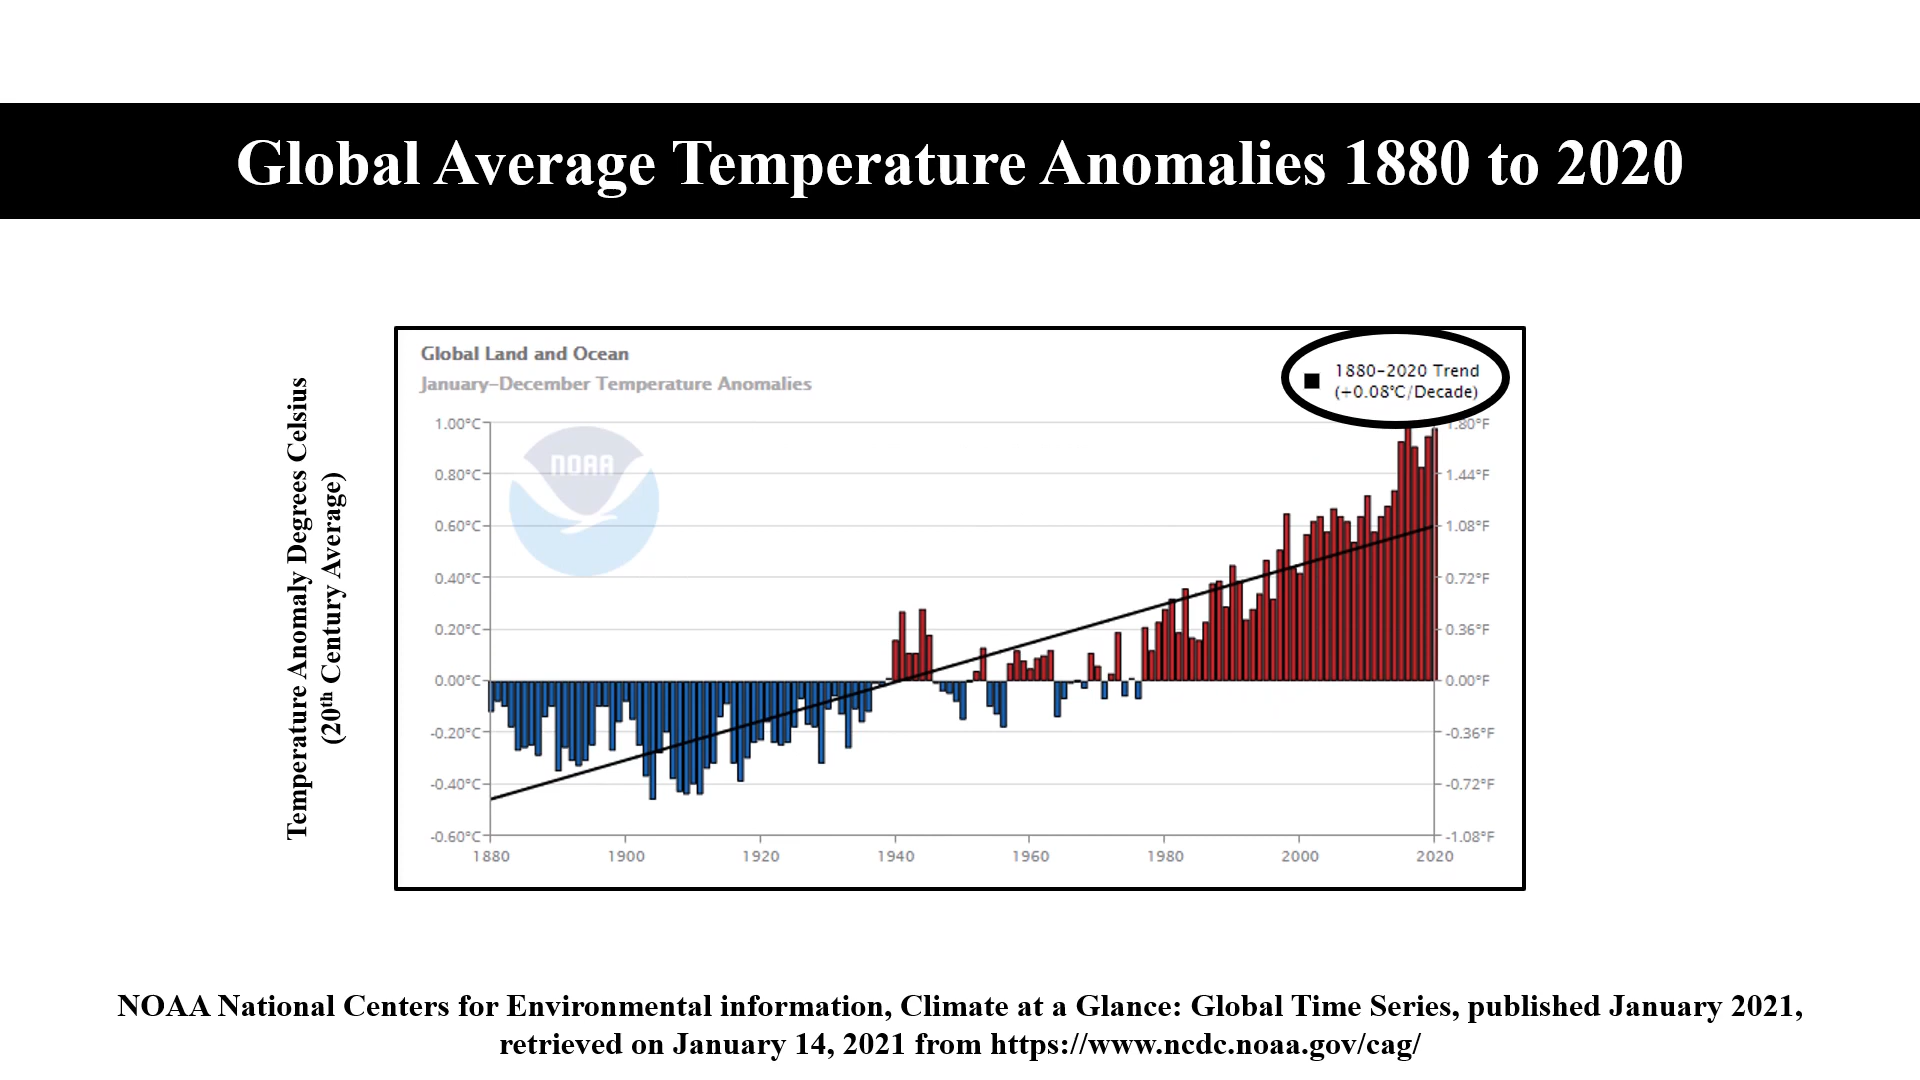 Global Average Temperature Anomalies 1880 to 2020
Temperature Anomaly Degrees Celsius
(20th Century Average)
Global Land and Ocean
January–December Temperature Anomalies
1880–2020 Trend
(+0.08°C/Decade)
NOAA
1.00°C
0.80°C
0.60°C
0.40°C
0.20°C
0.00°C
-0.20°C
-0.40°C
-0.60°C
1.80°F
1.44°F
1.08°F
0.72°F
0.36°F
0.00°F
-0.36°F
-0.72°F
-1.08°F
1880 1900 1920 1940 1960 1980 2000 2020
NOAA National Centers for Environmental information, Climate at a Glance: Global Time Series, published January 2021,
retrieved on January 14, 2021 from https://www.ncdc.noaa.gov/cag/